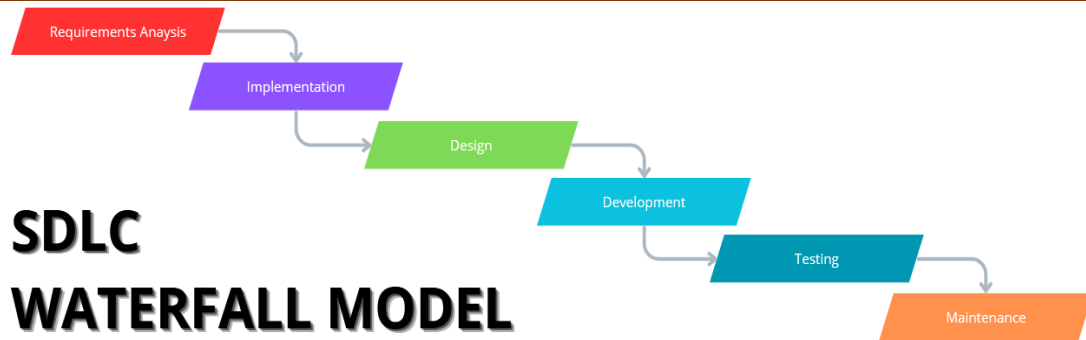 Requirements Anaysis
Implementation
Design
Development
Testing
Maintenance
SDLC
WATERFALL MODEL